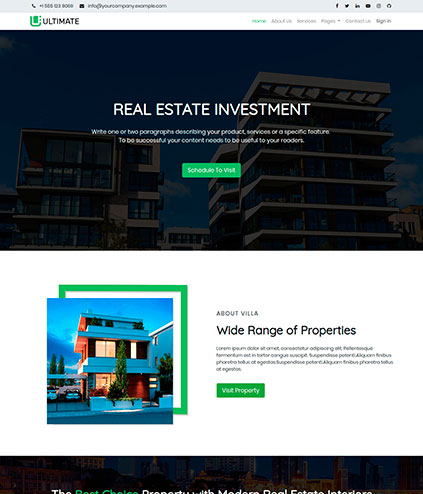 +1 555 123 8069 info@yourcompany.example.com
ULTIMATE Home About us Services Pages Contact us Sign in
REAL ESTATE INVESTMENT
Write one or two paragraphs describing your product, services or a specific feature.
To be successful your content needs to be useful to your readers.
Schedule To Visit
ABOUT VILLA
Wide Range of Properties
Lorem ipsum dolor sit amet, consectetur adipiscing elit. Pellentesque
fermentum est in tortor congue suscipit. Suspendisse potenti. Aliquam finibus
pharetra tellus at egestas. Suspendisse potenti. Aliquam finibus pharetra tellus
at egestas.
Visit Property
The Best Choice Property with Modern Real Estate Interiors